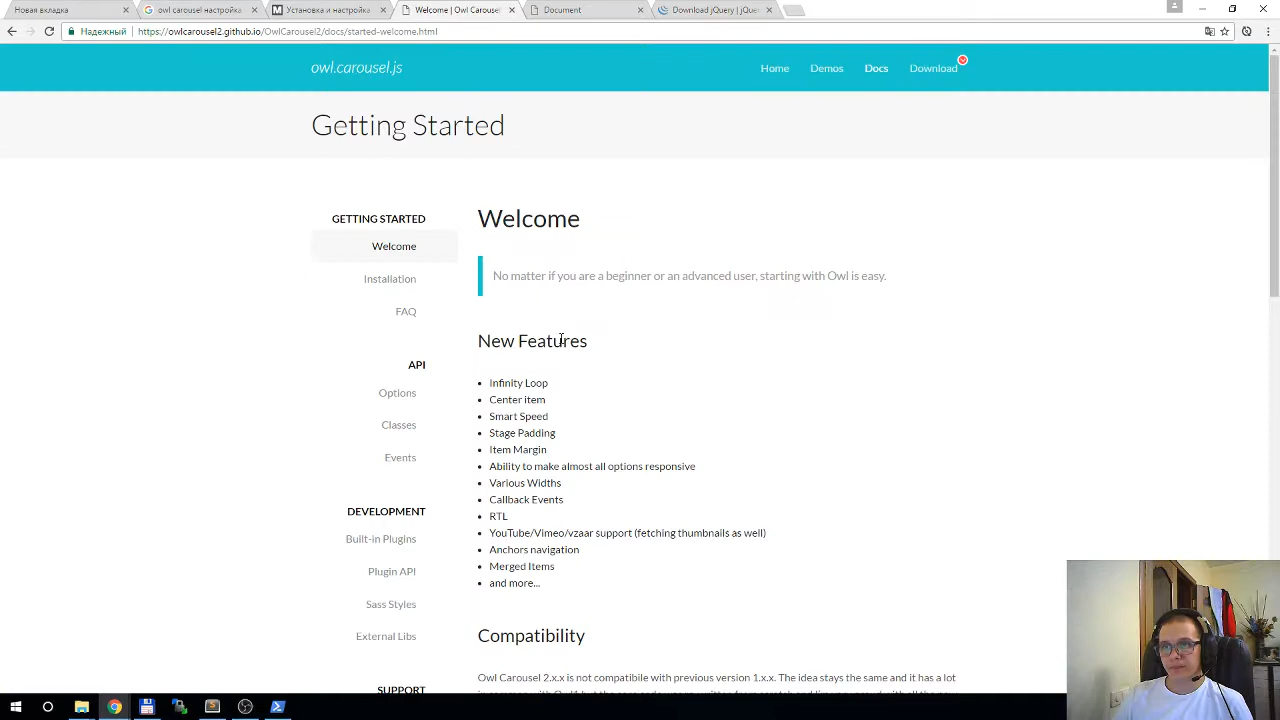 Новая вкладка
owl carousel настройка
Установка и настройка
Welcome | Owl Carousel
Document
Download jQuery | jQuer
Надежный
https://owlcarousel2.github.io/OwlCarousel2/docs/started-welcome.html
owl.carousel.js
Home
Demos
Docs
Download
Getting Started
GETTING STARTED
Welcome
Installation
FAQ
API
Options
Classes
Events
DEVELOPMENT
Built-in Plugins
Plugin API
Sass Styles
External Libs
SUPPORT
Welcome
No matter if you are a beginner or an advanced user, starting with Owl is easy.
New Features
Infinity Loop
Center item
Smart Speed
Stage Padding
Item Margin
Ability to make almost all options responsive
Various Widths
Callback Events
RTL
YouTube/Vimeo/vzaar support (fetching thumbnails as well)
Anchors navigation
Merged Items
and more...
Compatibility
Owl Carousel 2.x.x is not compatibile with previous version 1.x.x. The idea stays the same and it has a lot